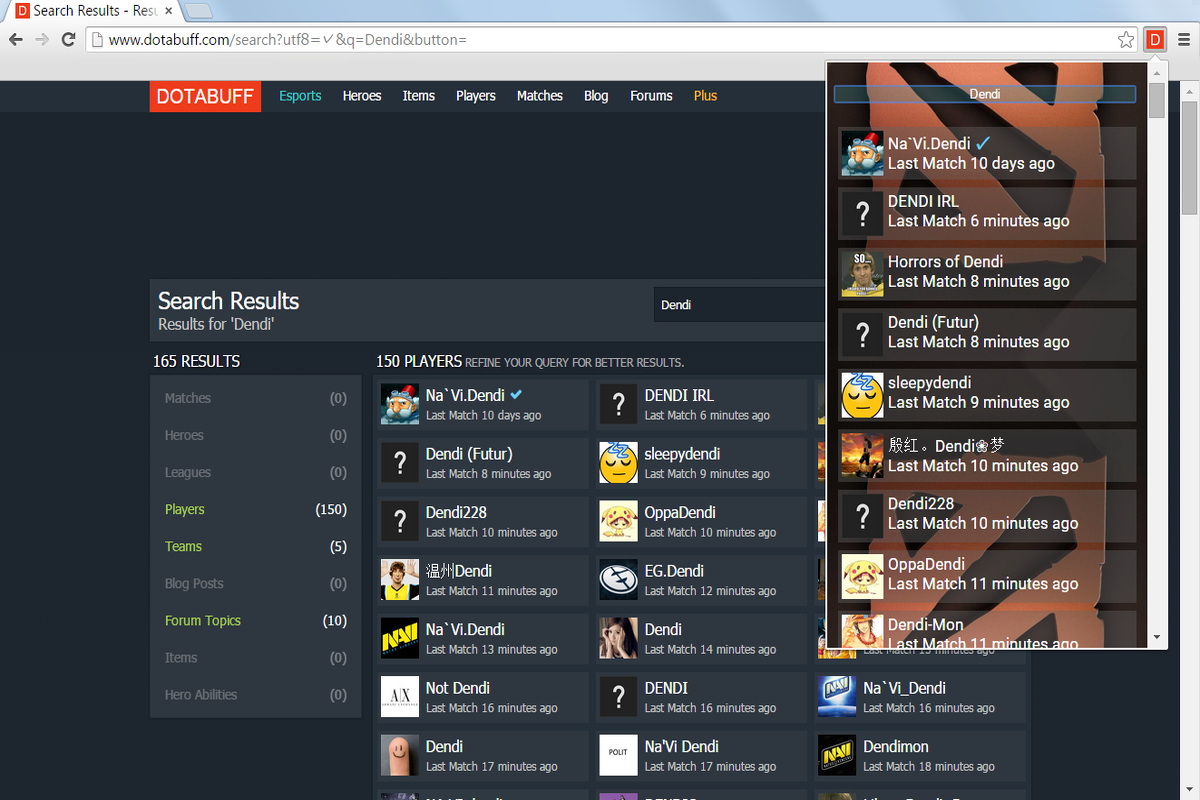 Search Results - Resu
www.dotabuff.com/search?utf8=✓&q=Dendi&button=
D
DOTABUFF
Esports
Heroes
Items
Players
Matches
Blog
Forums
Plus
Search Results
Results for 'Dendi'
Dendi
165 RESULTS
Matches (0)
Heroes (0)
Leagues (0)
Players (150)
Teams (5)
Blog Posts (0)
Forum Topics (10)
Items (0)
Hero Abilities (0)
150 PLAYERS REFINE YOUR QUERY FOR BETTER RESULTS.
Na`Vi.Dendi ✔
Last Match 10 days ago
DENDI IRL
Last Match 6 minutes ago
Dendi (Futur)
Last Match 8 minutes ago
sleepydendi
Last Match 9 minutes ago
Dendi228
Last Match 10 minutes ago
OppaDendi
Last Match 10 minutes ago
温州Dendi
Last Match 11 minutes ago
EG.Dendi
Last Match 12 minutes ago
Na`Vi.Dendi
Last Match 13 minutes ago
Dendi
Last Match 14 minutes ago
Last Match 15 minutes ago
Not Dendi
Last Match 16 minutes ago
DENDI
Last Match 16 minutes ago
Na`Vi_Dendi
Last Match 16 minutes ago
Dendi
Last Match 17 minutes ago
POLIT
Na'Vi Dendi
Last Match 17 minutes ago
Dendimon
Last Match 18 minutes ago
Dendi
Na`Vi.Dendi ✓
Last Match 10 days ago
DENDI IRL
Last Match 6 minutes ago
SO...
Horrors of Dendi
Last Match 8 minutes ago
Dendi (Futur)
Last Match 8 minutes ago
sleepydendi
Last Match 9 minutes ago
殷红。Dendi❀梦
Last Match 10 minutes ago
Dendi228
Last Match 10 minutes ago
OppaDendi
Last Match 11 minutes ago
Dendi-Mon
Last Match 11 minutes ago